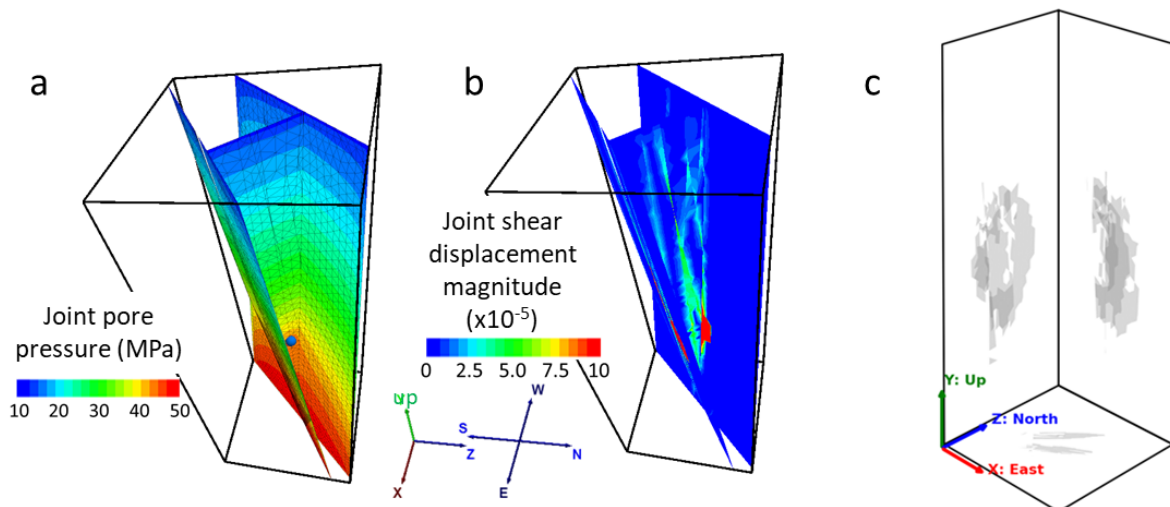 a
b
c
Joint pore
pressure (MPa)
10 20 30 40 50
Joint shear
displacement
magnitude
(x10-5)
0 2.5 5.0 7.5 10
up
Z
X
W
S
N
E
Y: Up
Z: North
X: East